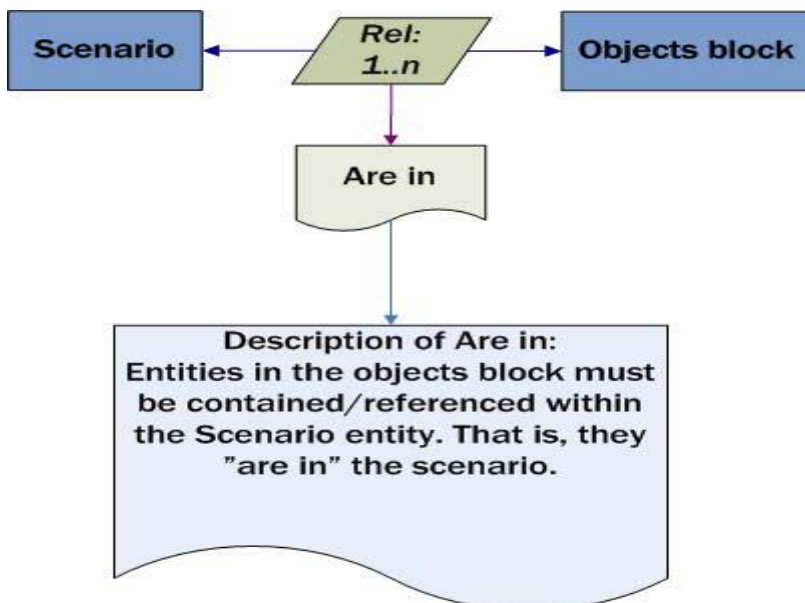 Scenario
Rel:
1..n
Objects block
Are in
Description of Are in:
Entities in the objects block must
be contained/referenced within
the Scenario entity. That is, they
”are in” the scenario.